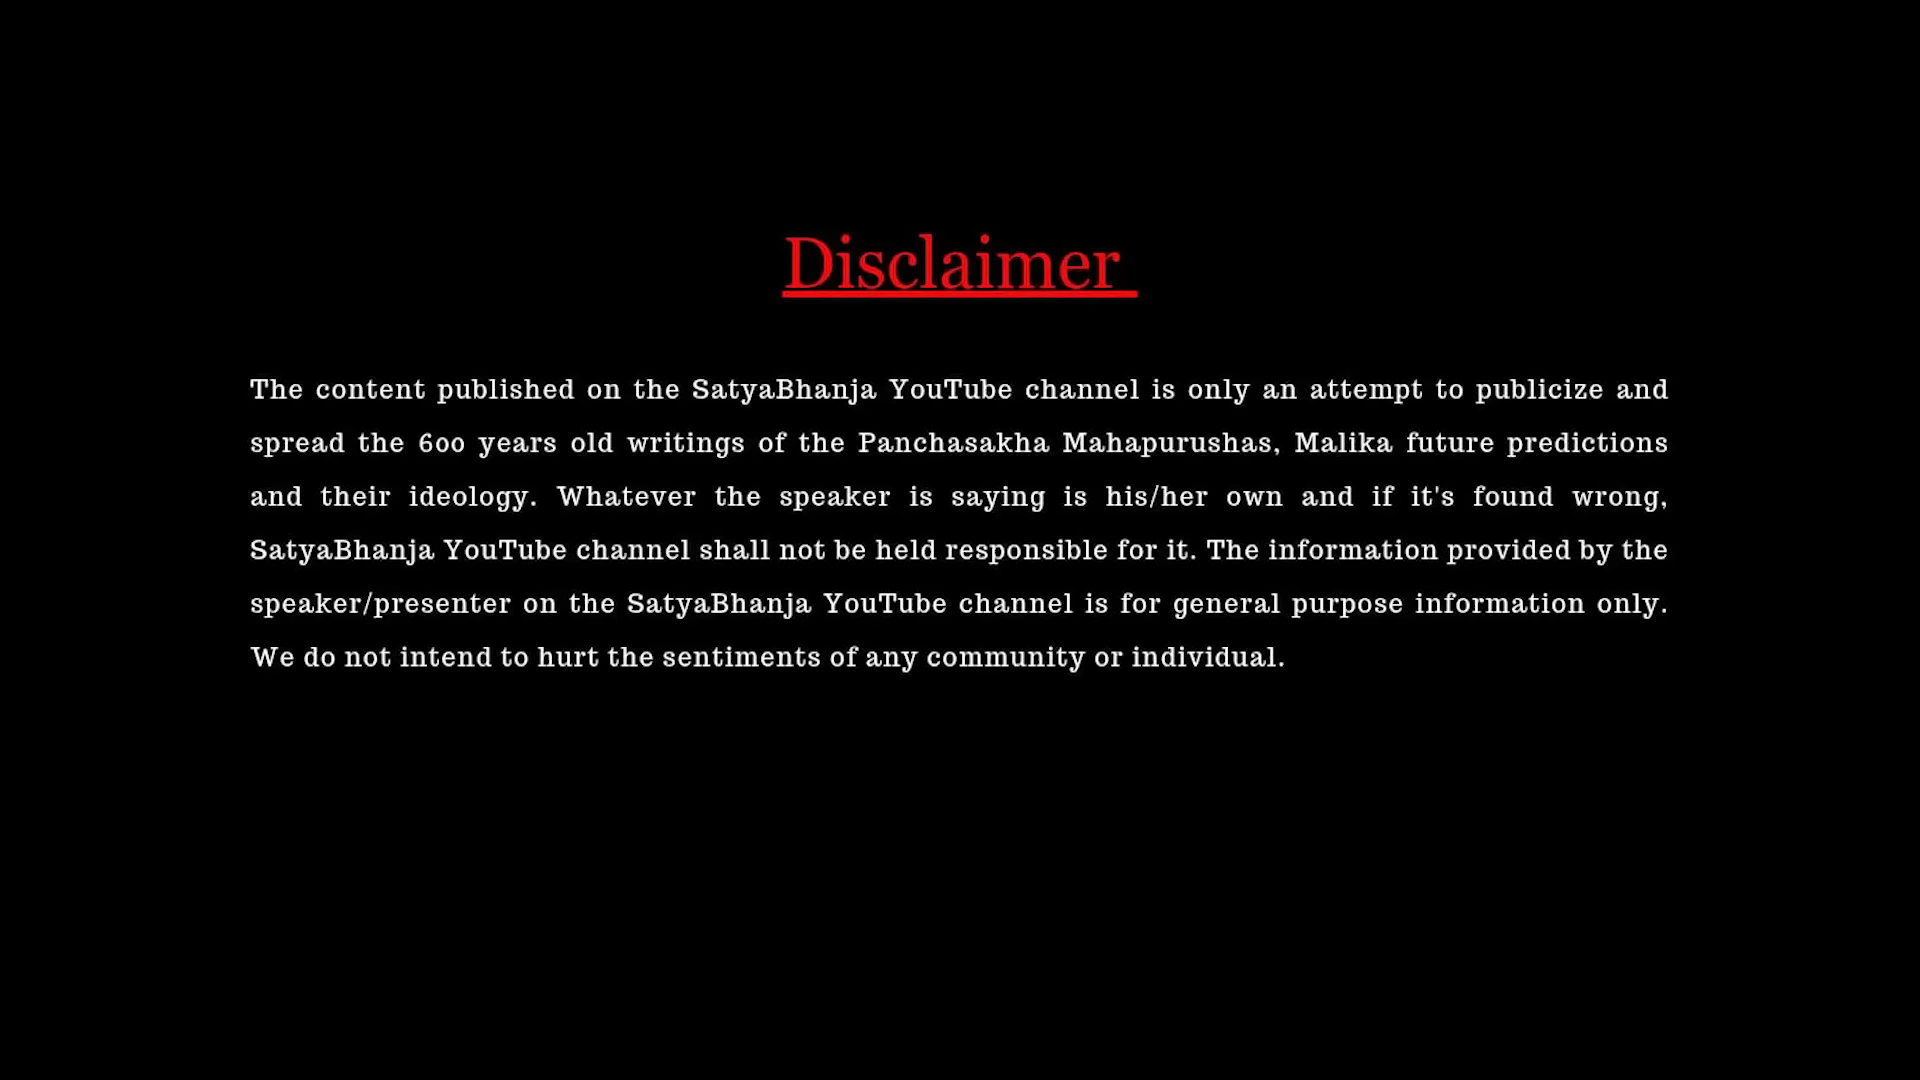 Disclaimer
The content published on the SatyaBhanja YouTube channel is only an attempt to publicize and
spread the 600 years old writings of the Panchasakha Mahapurushas, Malika future predictions
and their ideology. Whatever the speaker is saying is his/her own and if it's found wrong,
SatyaBhanja YouTube channel shall not be held responsible for it. The information provided by the
speaker/presenter on the SatyaBhanja YouTube channel is for general purpose information only.
We do not intend to hurt the sentiments of any community or individual.